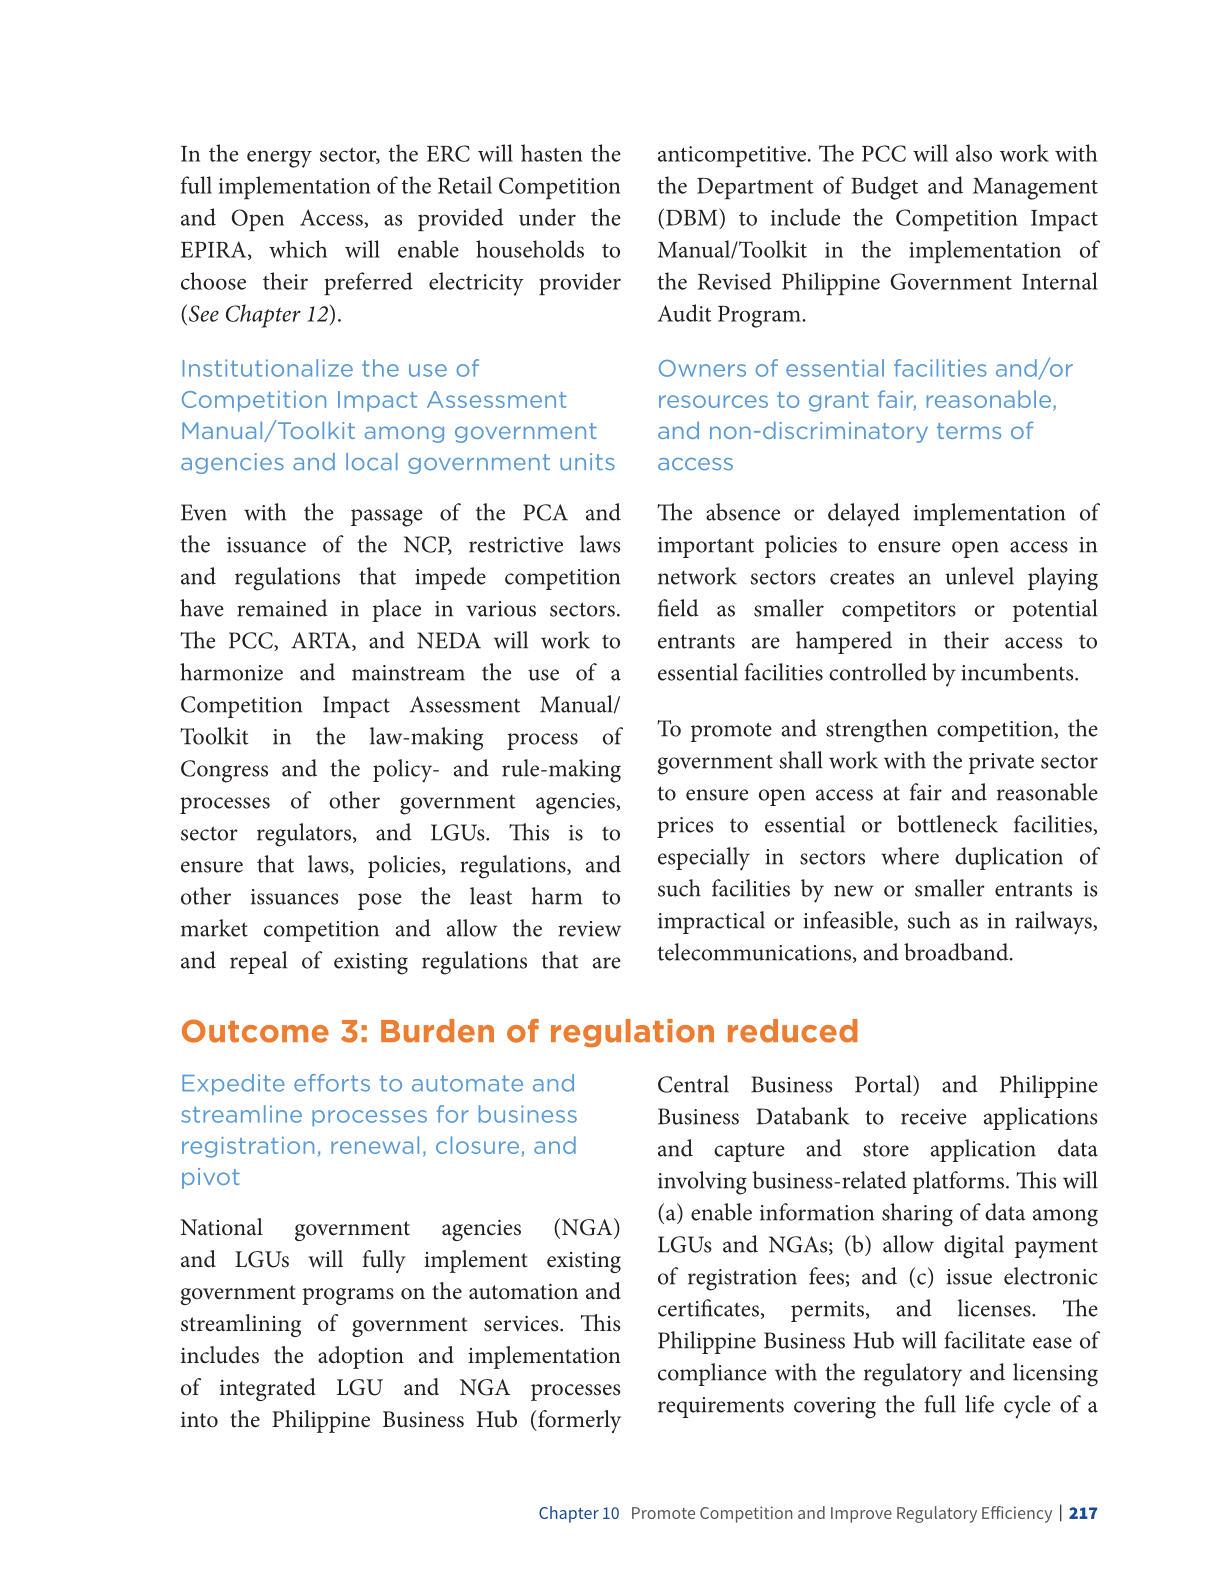 In the energy sector, the ERC will hasten the
full implementation of the Retail Competition
and Open Access, as provided under the
EPIRA, which will enable households to
choose their preferred electricity provider
(See Chapter 12).
Institutionalize the use of
Competition Impact Assessment
Manual/Toolkit among government
agencies and local government units
Even with the passage of the PCA and
the issuance of the NCP, restrictive laws
and regulations that impede competition
have remained in place in various sectors.
The PCC, ARTA, and NEDA will work to
harmonize and mainstream the use of a
Competition Impact Assessment Manual/
Toolkit in the law-making process of
Congress and the policy- and rule-making
processes of other government agencies,
sector regulators, and LGUs. This is to
ensure that laws, policies, regulations, and
other issuances pose the least harm to
market competition and allow the review
and repeal of existing regulations that are
anticompetitive. The PCC will also work with
the Department of Budget and Management
(DBM) to include the Competition Impact
Manual/Toolkit in the implementation of
the Revised Philippine Government Internal
Audit Program.
Owners of essential facilities and/or
resources to grant fair, reasonable,
and non-discriminatory terms of
access
The absence or delayed implementation of
important policies to ensure open access in
network sectors creates an unlevel playing
field as smaller competitors or potential
entrants are hampered in their access to
essential facilities controlled by incumbents.
To promote and strengthen competition, the
government shall work with the private sector
to ensure open access at fair and reasonable
prices to essential or bottleneck facilities,
especially in sectors where duplication of
such facilities by new or smaller entrants is
impractical or infeasible, such as in railways,
telecommunications, and broadband.
Outcome 3: Burden of regulation reduced
Expedite efforts to automate and
streamline processes for business
registration, renewal, closure, and
pivot
National government agencies (NGA)
and LGUs will fully implement existing
government programs on the automation and
streamlining of government services. This
includes the adoption and implementation
of integrated LGU and NGA processes
into the Philippine Business Hub (formerly
Central Business Portal) and Philippine
Business Databank to receive applications
and capture and store application data
involving business-related platforms. This will
(a) enable information sharing of data among
LGUs and NGAs; (b) allow digital payment
of registration fees; and (c) issue electronic
certificates, permits, and licenses. The
Philippine Business Hub will facilitate ease of
compliance with the regulatory and licensing
requirements covering the full life cycle of a
Chapter 10 Promote Competition and Improve Regulatory Efficiency | 217